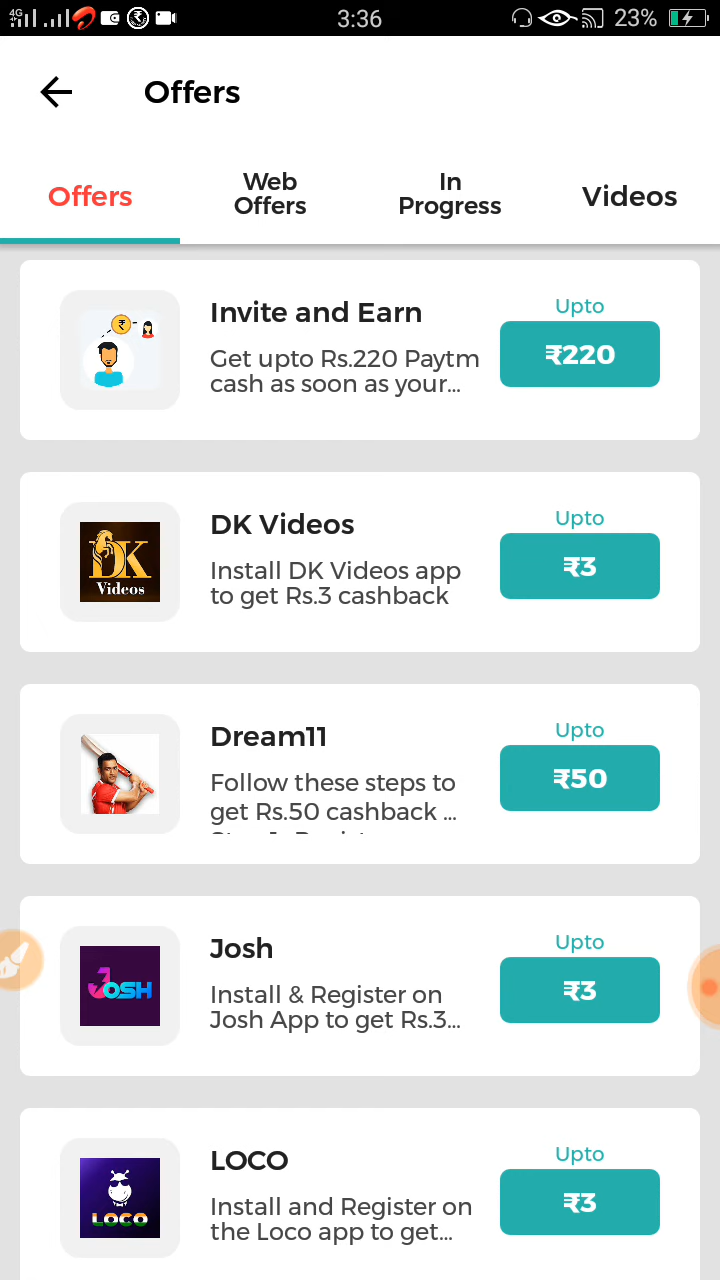 4G 3:36 23%
Offers
Offers
Web
Offers
In
Progress
Videos
Invite and Earn
Get upto Rs.220 Paytm
cash as soon as your...
Upto
₹220
DK
Videos
DK Videos
Install DK Videos app
to get Rs.3 cashback
Upto
₹3
Dream11
Follow these steps to
get Rs.50 cashback ...
Upto
₹50
JOSH
Josh
Install & Register on
Josh App to get Rs.3...
Upto
₹3
LOCO
LOCO
Install and Register on
the Loco app to get...
Upto
₹3